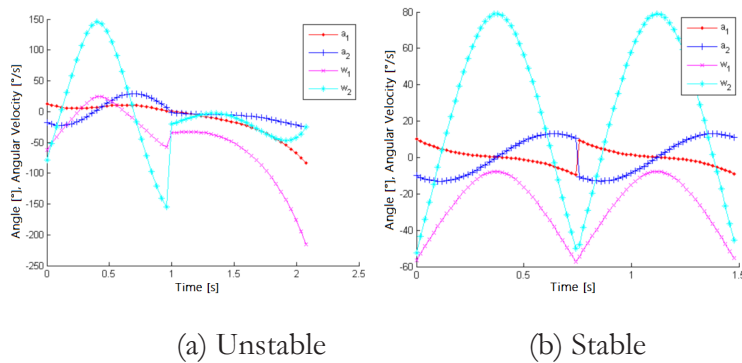 150
100
50
0
-50
-100
-150
-200
-250
0
0.5
1
1.5
2
2.5
Angle [°], Angular Velocity [°/s]
Time [s]
a1
a2
w1
w2
(a) Unstable
80
60
40
20
0
-20
-40
-60
0
0.5
1
1.5
Angle [°], Angular Velocity [°/s]
Time [s]
a1
a2
w1
w2
(b) Stable